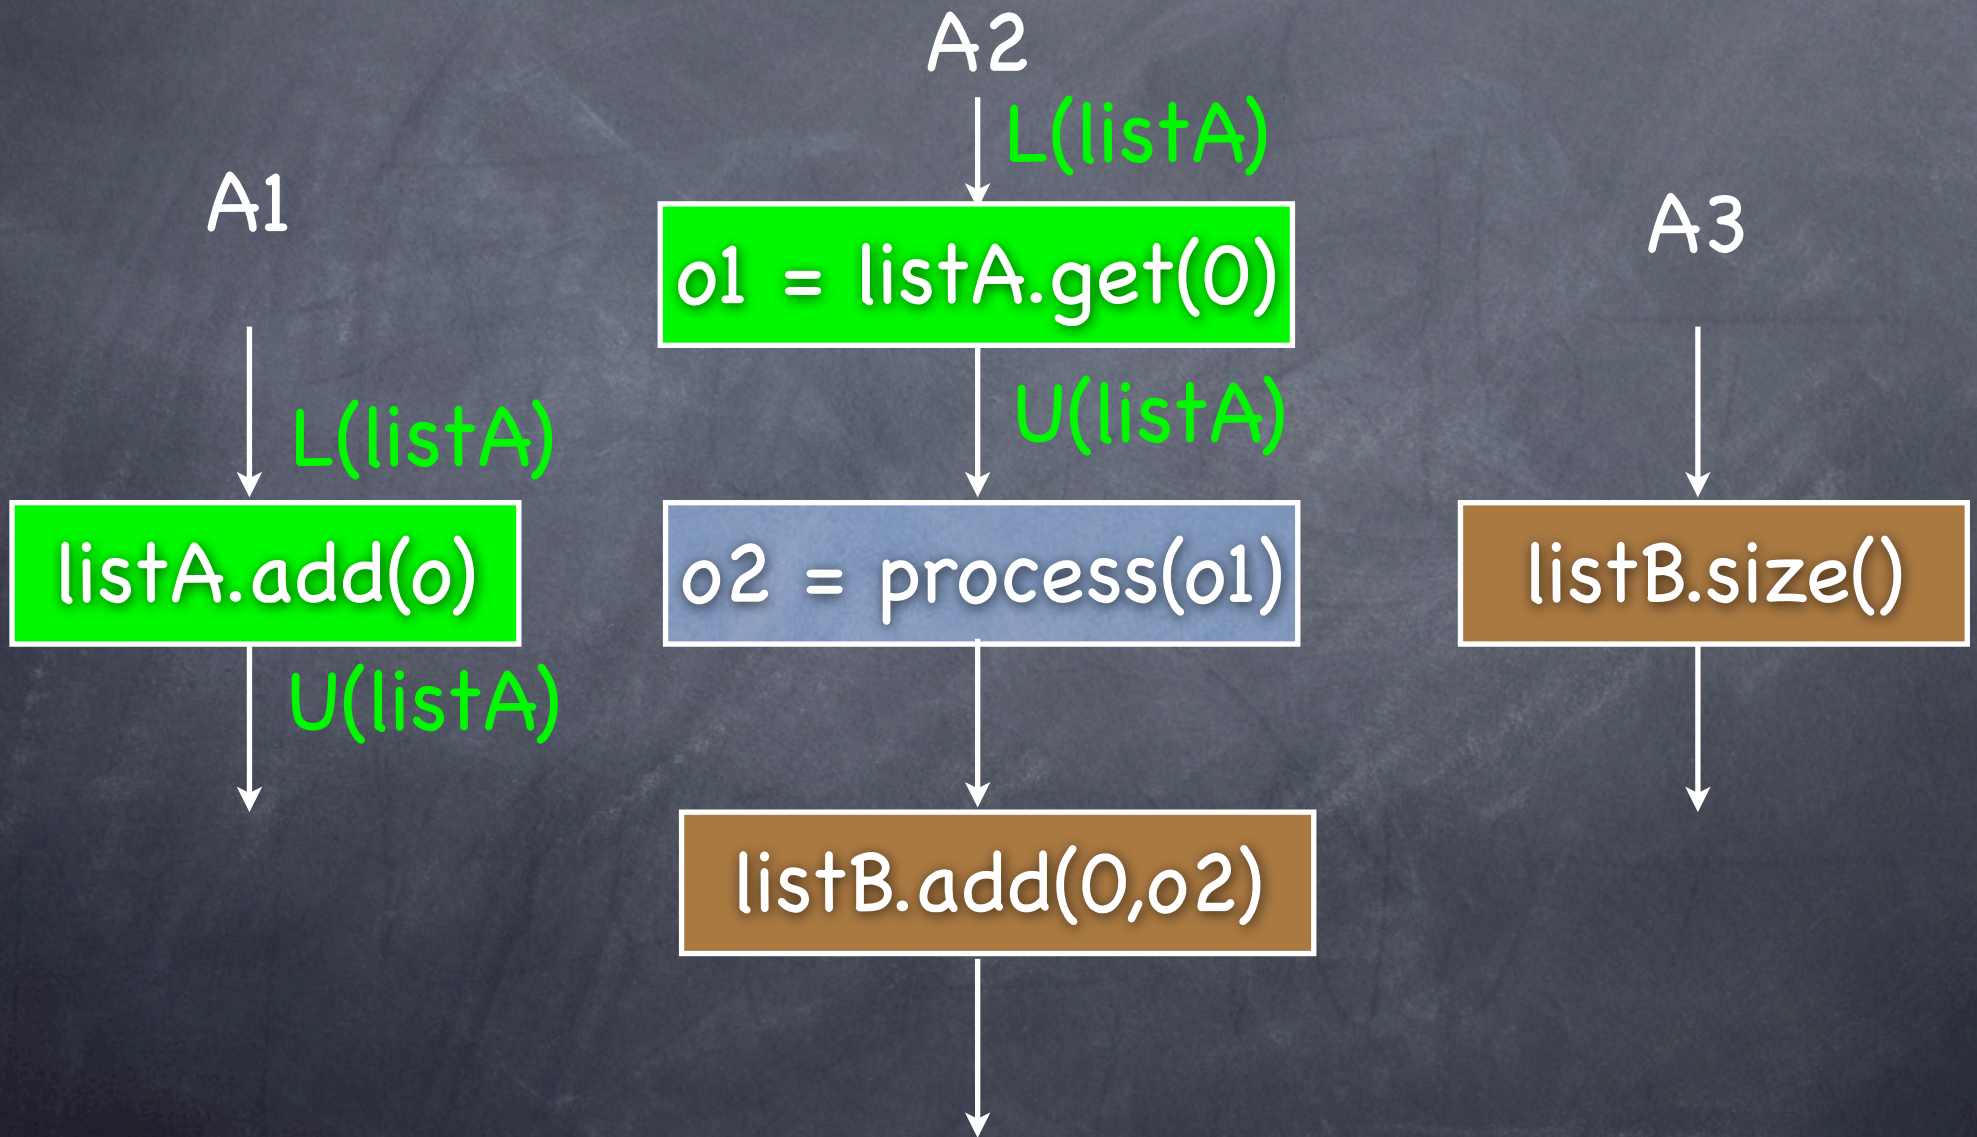 A2
L(listA)
A1
o1 = listA.get(0)
A3
L(listA)
U(listA)
listA.add(o)
o2 = process(o1)
listB.size()
U(listA)
listB.add(0,o2)